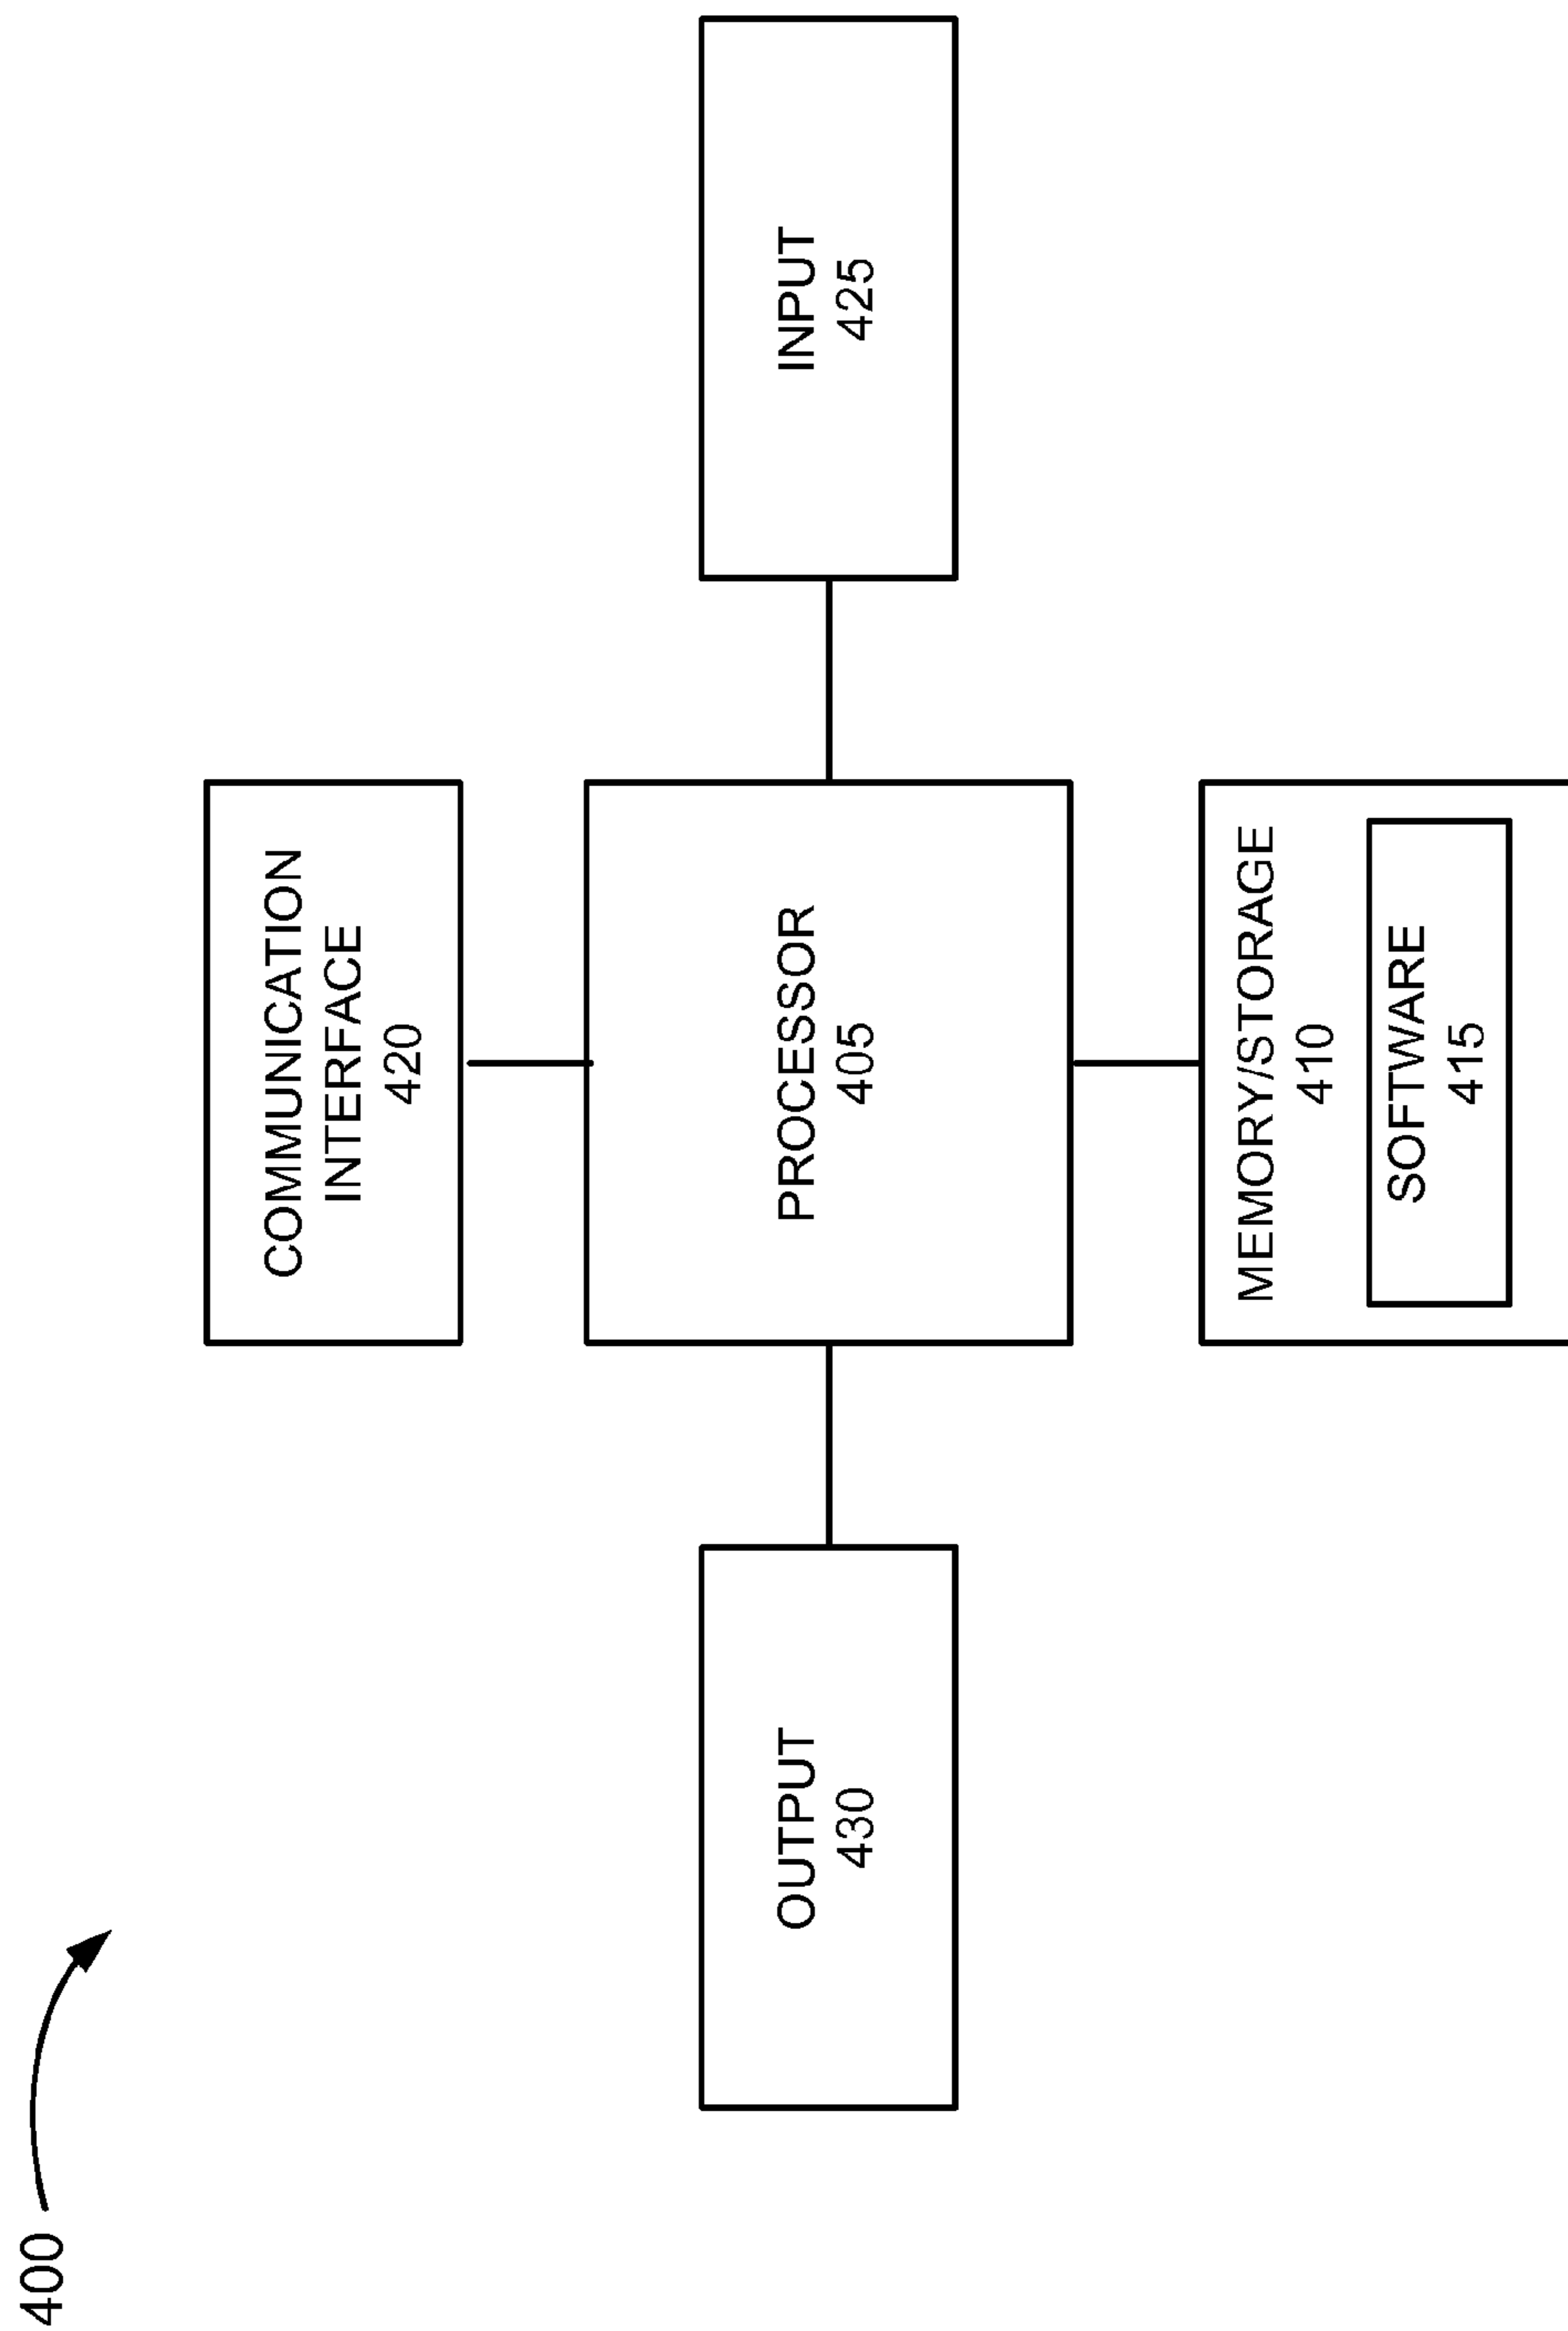 400
COMMUNICATION
INTERFACE
420
OUTPUT
430
PROCESSOR
405
INPUT
425
MEMORY/STORAGE
410
SOFTWARE
415